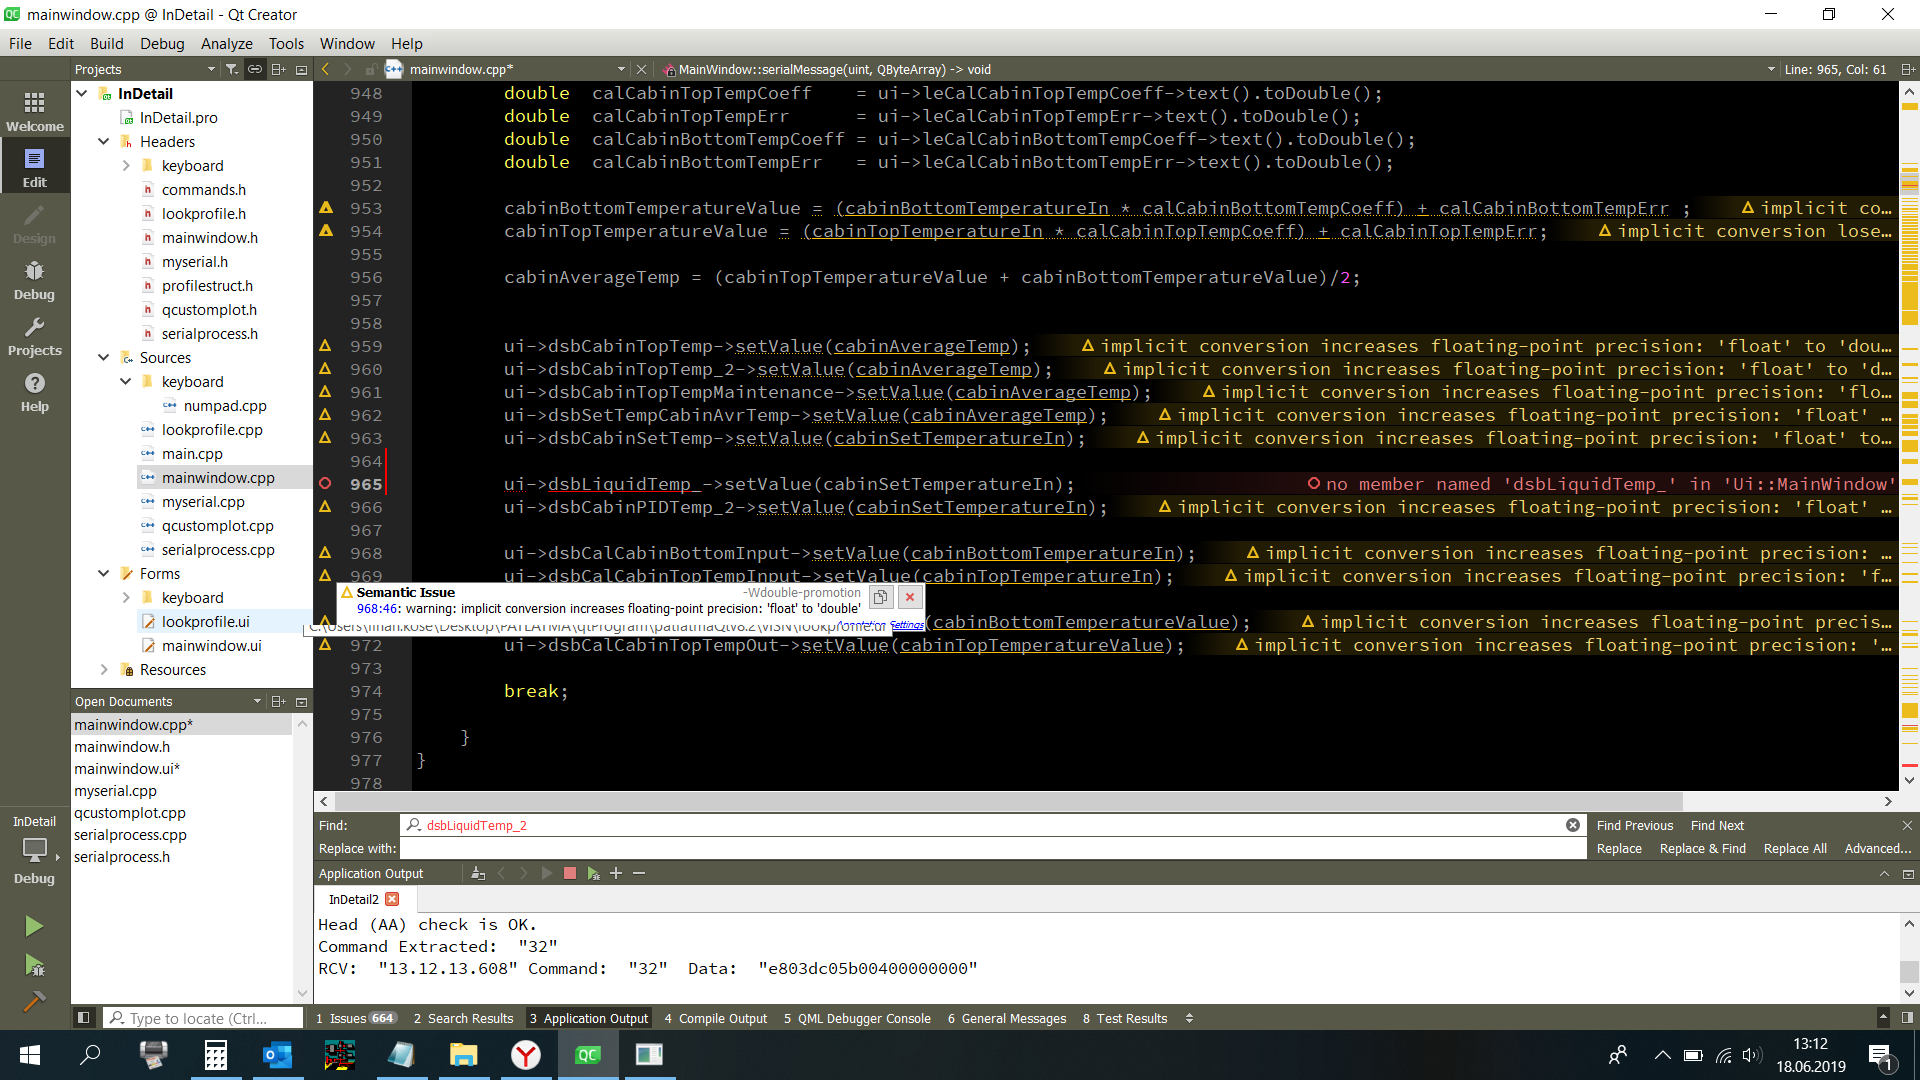 mainwindow.cpp @ InDetail - Qt Creator
File Edit Build Debug Analyze Tools Window Help
Projects
mainwindow.cpp*
MainWindow::serialMessage(uint, QByteArray) -> void
Line: 965, Col: 61
Welcome
Edit
Design
Debug
Projects
Help
InDetail
InDetail.pro
Headers
keyboard
commands.h
lookprofile.h
mainwindow.h
myserial.h
profilestruct.h
qcustomplot.h
serialprocess.h
Sources
keyboard
numpad.cpp
lookprofile.cpp
main.cpp
mainwindow.cpp
myserial.cpp
qcustomplot.cpp
serialprocess.cpp
Forms
keyboard
lookprofile.ui
mainwindow.ui
Resources
Open Documents
mainwindow.cpp*
mainwindow.h
mainwindow.ui*
myserial.cpp
qcustomplot.cpp
serialprocess.cpp
serialprocess.h
InDetail
Debug
948 double calCabinTopTempCoeff = ui->leCalCabinTopTempCoeff->text().toDouble();
949 double calCabinTopTempErr = ui->leCalCabinTopTempErr->text().toDouble();
950 double calCabinBottomTempCoeff = ui->leCalCabinBottomTempCoeff->text().toDouble();
951 double calCabinBottomTempErr = ui->leCalCabinBottomTempErr->text().toDouble();
952
953 cabinBottomTemperatureValue = (cabinBottomTemperatureIn * calCabinBottomTempCoeff) + calCabinBottomTempErr ; implicit co...
954 cabinTopTemperatureValue = (cabinTopTemperatureIn * calCabinTopTempCoeff) + calCabinTopTempErr; implicit conversion lose...
955
956 cabinAverageTemp = (cabinTopTemperatureValue + cabinBottomTemperatureValue)/2;
957
958
959 ui->dsbCabinTopTemp->setValue(cabinAverageTemp); implicit conversion increases floating-point precision: 'float' to 'dou...
960 ui->dsbCabinTopTemp_2->setValue(cabinAverageTemp); implicit conversion increases floating-point precision: 'float' to 'd...
961 ui->dsbCabinTopTempMaintenance->setValue(cabinAverageTemp); implicit conversion increases floating-point precision: 'flo...
962 ui->dsbSetTempCabinAvrTemp->setValue(cabinAverageTemp); implicit conversion increases floating-point precision: 'float' ...
963 ui->dsbCabinSetTemp->setValue(cabinSetTemperatureIn); implicit conversion increases floating-point precision: 'float' to...
964
965 ui->dsbLiquidTemp_->setValue(cabinSetTemperatureIn); no member named 'dsbLiquidTemp_' in 'Ui::MainWindow'
966 ui->dsbCabinPIDTemp_2->setValue(cabinSetTemperatureIn); implicit conversion increases floating-point precision: 'float' ...
967
968 ui->dsbCalCabinBottomInput->setValue(cabinBottomTemperatureIn); implicit conversion increases floating-point precision: ...
969 ui->dsbCalCabinTopTempInput->setValue(cabinTopTemperatureIn); implicit conversion increases floating-point precision: 'f...
Semantic Issue -Wdouble-promotion
968:46: warning: implicit conversion increases floating-point precision: 'float' to 'double'
Annotation Settings
(cabinBottomTemperatureValue); implicit conversion increases floating-point precis...
972 ui->dsbCalCabinTopTempOut->setValue(cabinTopTemperatureValue); implicit conversion increases floating-point precision: '...
973
974 break;
975
976 }
977 }
978
Find: dsbLiquidTemp_2 Find Previous Find Next
Replace with: Replace Replace & Find Replace All Advanced...
Application Output
InDetail2
Head (AA) check is OK.
Command Extracted: "32"
RCV: "13.12.13.608" Command: "32" Data: "e803dc05b00400000000"
Type to locate (Ctrl...
1 Issues 664 2 Search Results 3 Application Output 4 Compile Output 5 QML Debugger Console 6 General Messages 8 Test Results
13:12
18.06.2019
1